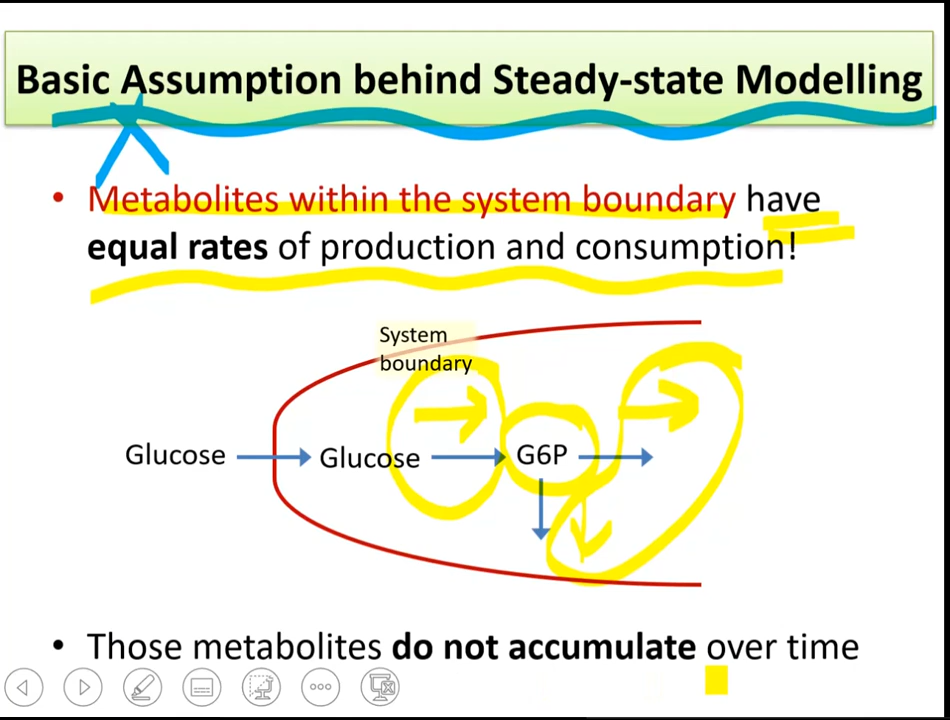 Basic Assumption behind Steady-state Modelling
• Metabolites within the system boundary have
equal rates of production and consumption!
System
boundary
Glucose
Glucose
G6P
• Those metabolites do not accumulate over time